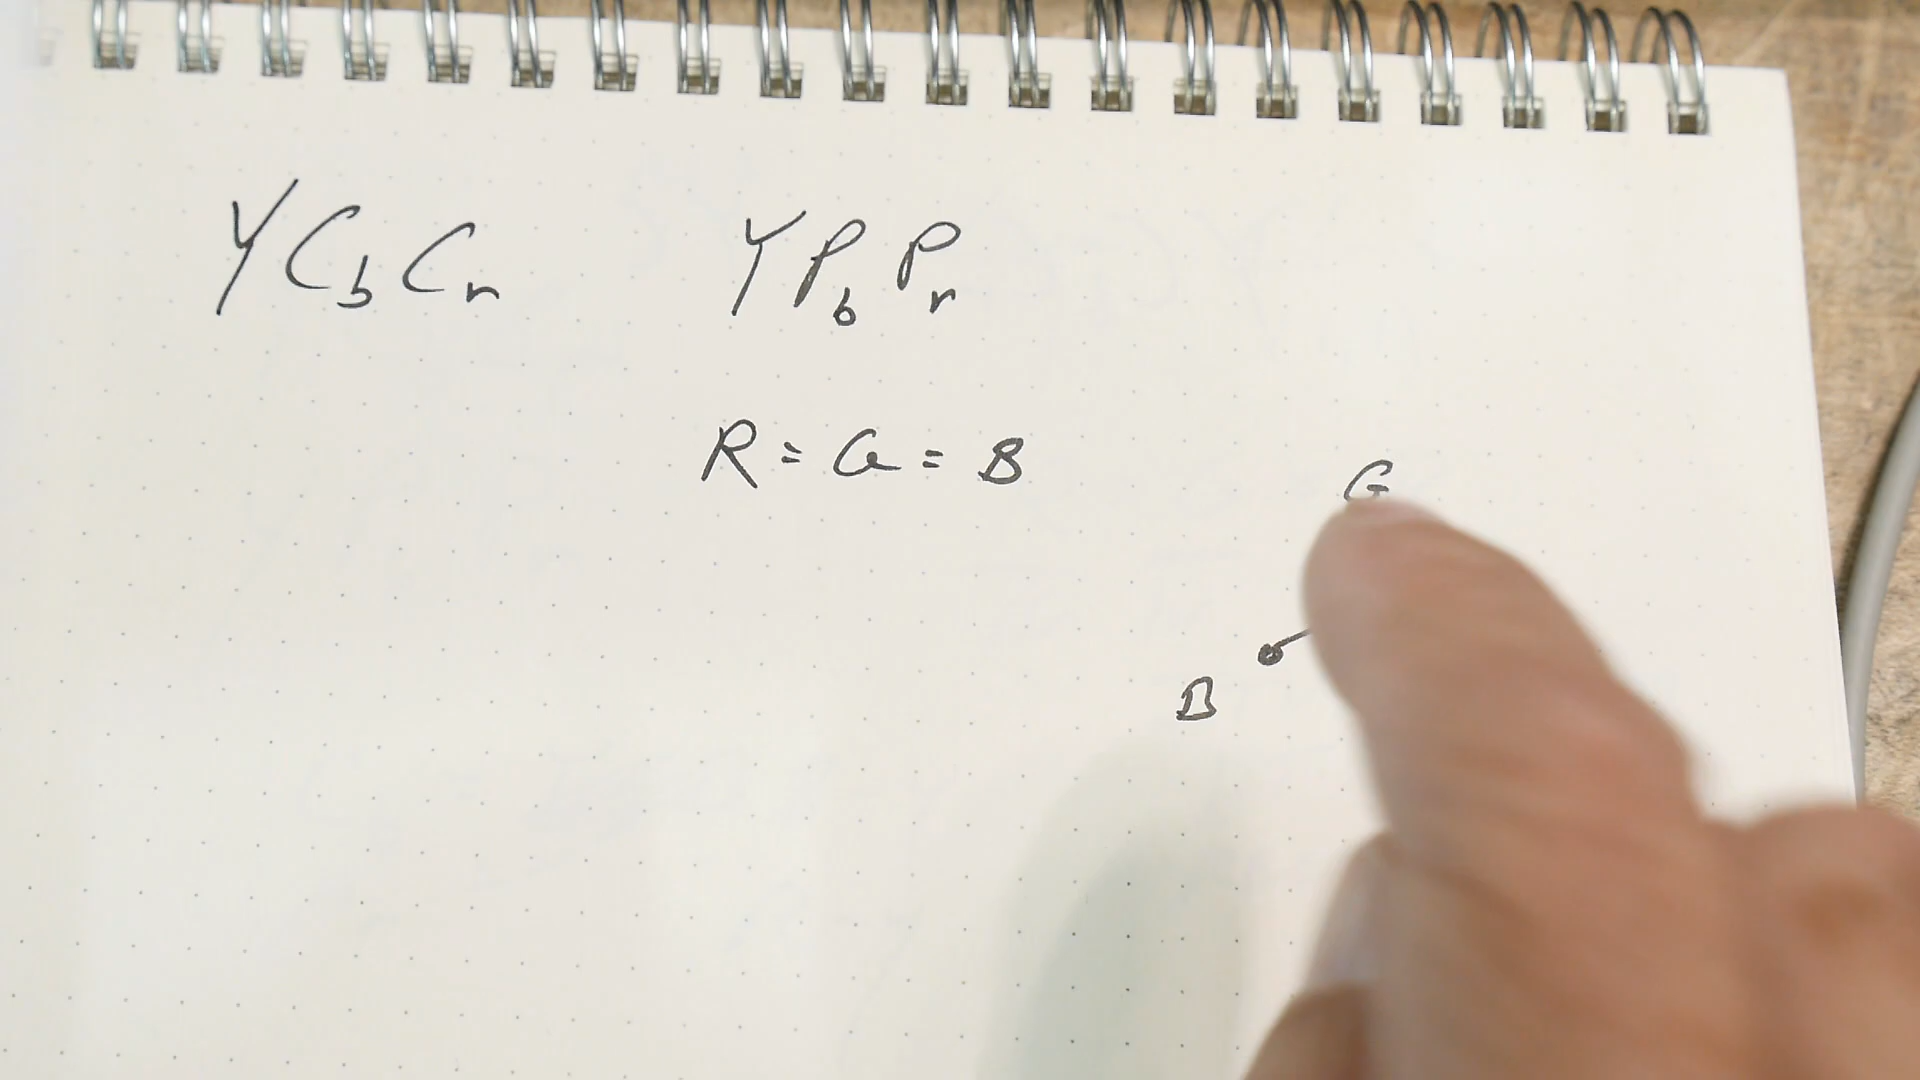 YCbCr YPbPr
R = G = B
G
B